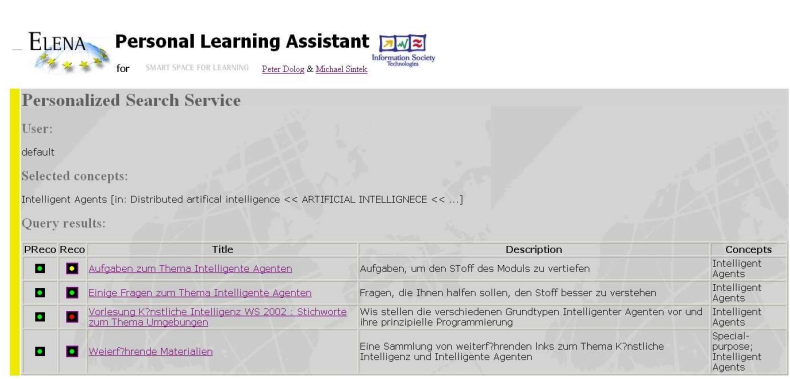 ELENA Personal Learning Assistant
Information Society
Technologies
for SMART SPACE FOR LEARNING Peter Dolog & Michael Sintek
Personalized Search Service
User:
default
Selected concepts:
Intelligent Agents [in: Distributed artifical intelligence << ARTIFICIAL INTELLIGNECE << ...]
Query results:
PReco Reco Title Description Concepts
Aufgaben zum Thema Intelligente Agenten Aufgaben, um den SToff des Moduls zu vertiefen Intelligent
Agents
Einige Fragen zum Thema Intelligente Agenten Fragen, die Ihnen halfen sollen, den Stoff besser zu verstehen Intelligent
Agents
Vorlesung K?nstliche Intelligenz WS 2002 : Stichworte
zum Thema Umgebungen
Wis stellen die verschiedenen Grundtypen Intelligenter Agenten vor und
ihre prinzipielle Programmierung
Intelligent
Agents
Weierf?hrende Materialien
Eine Sammlung von weiterf?hrenden lnks zum Thema K?nstliche
Intelligenz und Intelligente Agenten
Special-
purpose;
Intelligent
Agents